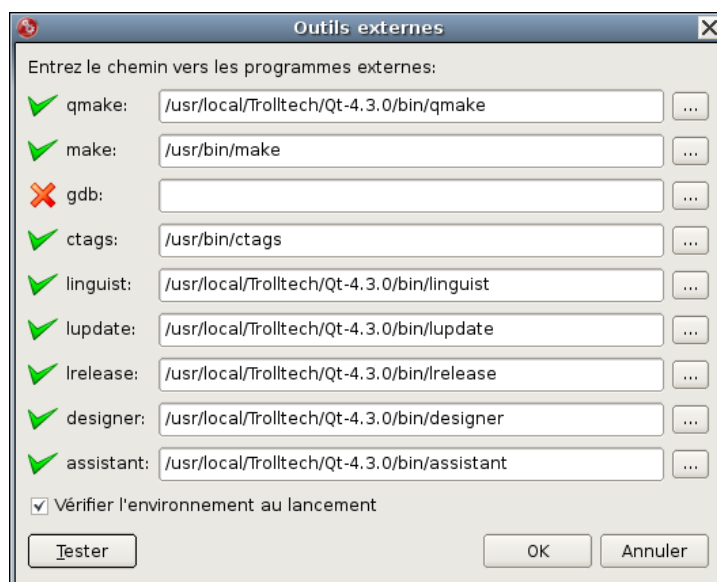 Outils externes
Entrez le chemin vers les programmes externes:
qmake: /usr/local/Trolltech/Qt-4.3.0/bin/qmake ...
make: /usr/bin/make ...
gdb: ...
ctags: /usr/bin/ctags ...
linguist: /usr/local/Trolltech/Qt-4.3.0/bin/linguist ...
lupdate: /usr/local/Trolltech/Qt-4.3.0/bin/lupdate ...
lrelease: /usr/local/Trolltech/Qt-4.3.0/bin/lrelease ...
designer: /usr/local/Trolltech/Qt-4.3.0/bin/designer ...
assistant: /usr/local/Trolltech/Qt-4.3.0/bin/assistant ...
Vérifier l'environnement au lancement
Tester OK Annuler